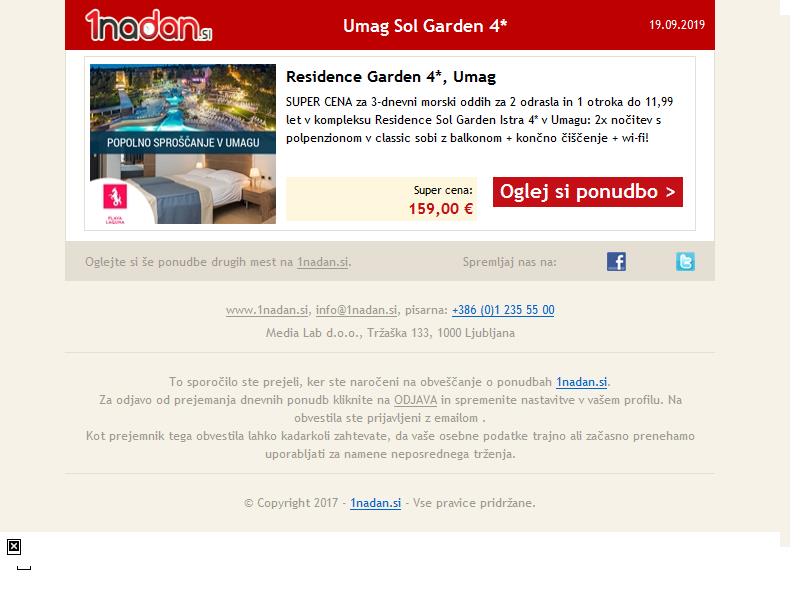 1nadan.si
Umag Sol Garden 4*
19.09.2019
POPOLNO SPROŠČANJE V UMAGU
PLAVA
LAGUNA
Residence Garden 4*, Umag
SUPER CENA za 3-dnevni morski oddih za 2 odrasla in 1 otroka do 11,99
let v kompleksu Residence Sol Garden Istra 4* v Umagu: 2x nočitev s
polpenzionom v classic sobi z balkonom + končno čiščenje + wi-fi!
Super cena:
159,00 €
Oglej si ponudbo >
Oglejte si še ponudbe drugih mest na 1nadan.si.
Spremljaj nas na:
www.1nadan.si, info@1nadan.si, pisarna: +386 (0)1 235 55 00
Media Lab d.o.o., Tržaška 133, 1000 Ljubljana
To sporočilo ste prejeli, ker ste naročeni na obveščanje o ponudbah 1nadan.si.
Za odjavo od prejemanja dnevnih ponudb kliknite na ODJAVA in spremenite nastavitve v vašem profilu. Na
obvestila ste prijavljeni z emailom .
Kot prejemnik tega obvestila lahko kadarkoli zahtevate, da vaše osebne podatke trajno ali začasno prenehamo
uporabljati za namene neposrednega trženja.
© Copyright 2017 - 1nadan.si - Vse pravice pridržane.